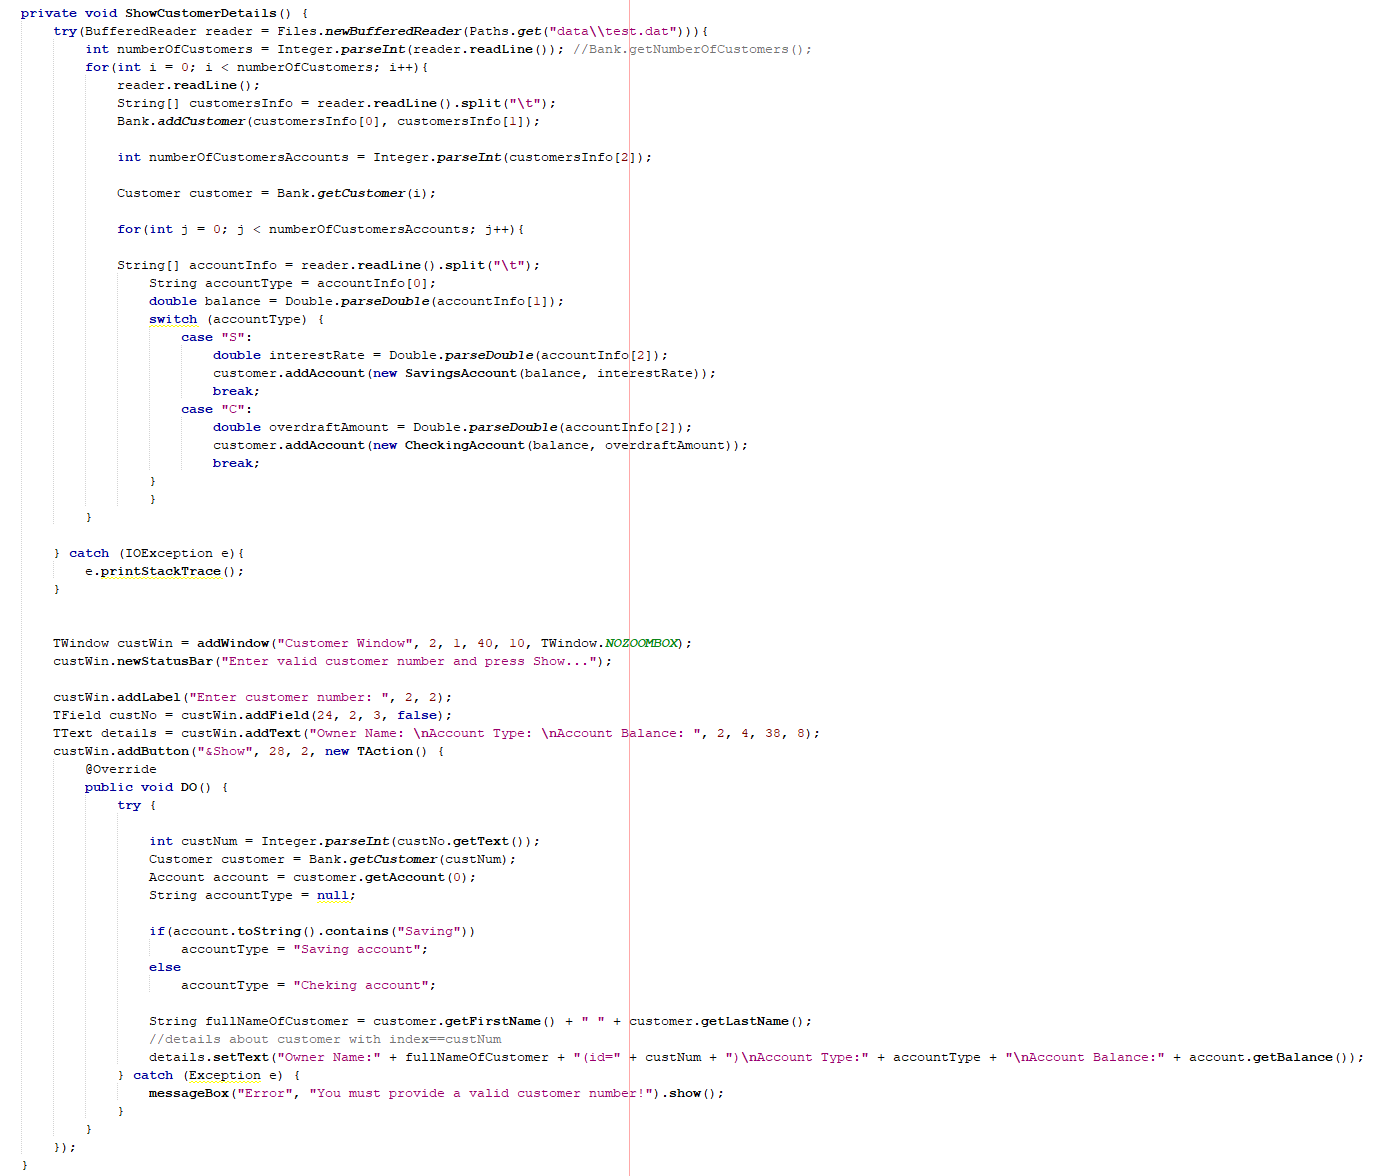 private void ShowCustomerDetails() {
try(BufferedReader reader = Files.newBufferedReader(Paths.get("data\\test.dat"))){
int numberOfCustomers = Integer.parseInt(reader.readLine()); //Bank.getNumberOfCustomers();
for(int i = 0; i < numberOfCustomers; i++){
reader.readLine();
String[] customersInfo = reader.readLine().split("\t");
Bank.addCustomer(customersInfo[0], customersInfo[1]);
int numberOfCustomersAccounts = Integer.parseInt(customersInfo[2]);
Customer customer = Bank.getCustomer(i);
for(int j = 0; j < numberOfCustomersAccounts; j++){
String[] accountInfo = reader.readLine().split("\t");
String accountType = accountInfo[0];
double balance = Double.parseDouble(accountInfo[1]);
switch (accountType) {
case "S":
double interestRate = Double.parseDouble(accountInfo[2]);
customer.addAccount(new SavingsAccount(balance, interestRate));
break;
case "C":
double overdraftAmount = Double.parseDouble(accountInfo[2]);
customer.addAccount(new CheckingAccount(balance, overdraftAmount));
break;
}
}
}
} catch (IOException e){
e.printStackTrace();
}
TWindow custWin = addWindow("Customer Window", 2, 1, 40, 10, TWindow.NOZOOMBOX);
custWin.newStatusBar("Enter valid customer number and press Show...");
custWin.addLabel("Enter customer number: ", 2, 2);
TField custNo = custWin.addField(24, 2, 3, false);
TText details = custWin.addText("Owner Name: \nAccount Type: \nAccount Balance: ", 2, 4, 38, 8);
custWin.addButton("&Show", 28, 2, new TAction() {
@Override
public void DO() {
try {
int custNum = Integer.parseInt(custNo.getText());
Customer customer = Bank.getCustomer(custNum);
Account account = customer.getAccount(0);
String accountType = null;
if(account.toString().contains("Saving"))
accountType = "Saving account";
else
accountType = "Cheking account";
String fullNameOfCustomer = customer.getFirstName() + " " + customer.getLastName();
//details about customer with index==custNum
details.setText("Owner Name:" + fullNameOfCustomer + "(id=" + custNum + ")\nAccount Type:" + accountType + "\nAccount Balance:" + account.getBalance());
} catch (Exception e) {
messageBox("Error", "You must provide a valid customer number!").show();
}
}
});
}